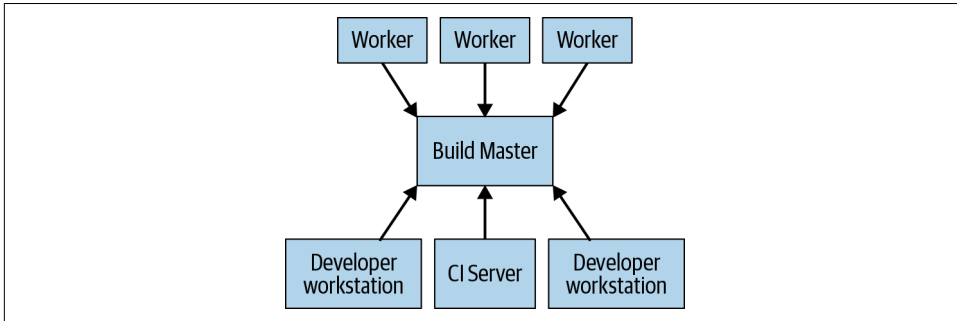 Worker
Worker
Worker
Build Master
Developer
workstation
CI Server
Developer
workstation